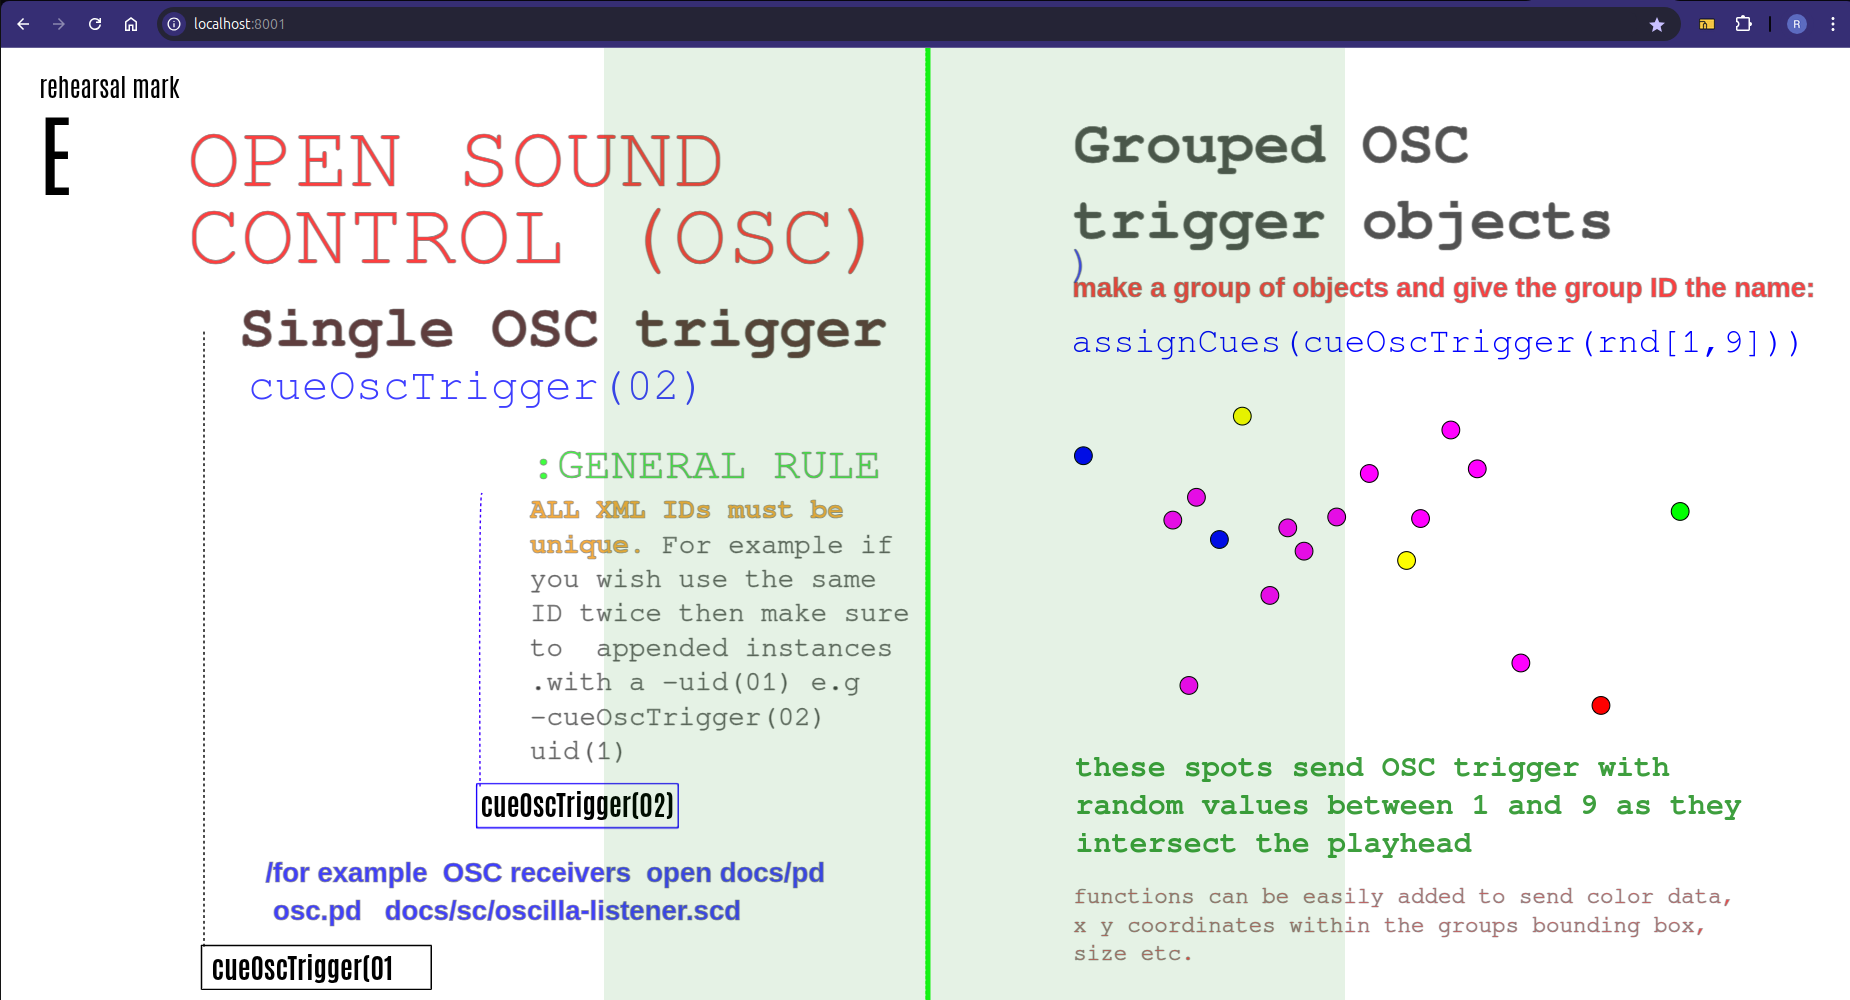 localhost:8001
R
rehearsal mark
E
OPEN SOUND
CONTROL (OSC)
Single OSC trigger
cueOscTrigger(02)
:GENERAL RULE
ALL XML IDs must be
unique. For example if
you wish use the same
ID twice then make sure
to  appended instances
.with a -uid(01) e.g
-cueOscTrigger(02)
uid(1)
cueOscTrigger(02)
/for example  OSC receivers  open docs/pd
osc.pd   docs/sc/oscilla-listener.scd
cueOscTrigger(01
Grouped OSC
trigger objects
)
make a group of objects and give the group ID the name:
assignCues(cueOscTrigger(rnd[1,9]))
these spots send OSC trigger with
random values between 1 and 9 as they
intersect the playhead
functions can be easily added to send color data,
x y coordinates within the groups bounding box,
size etc.